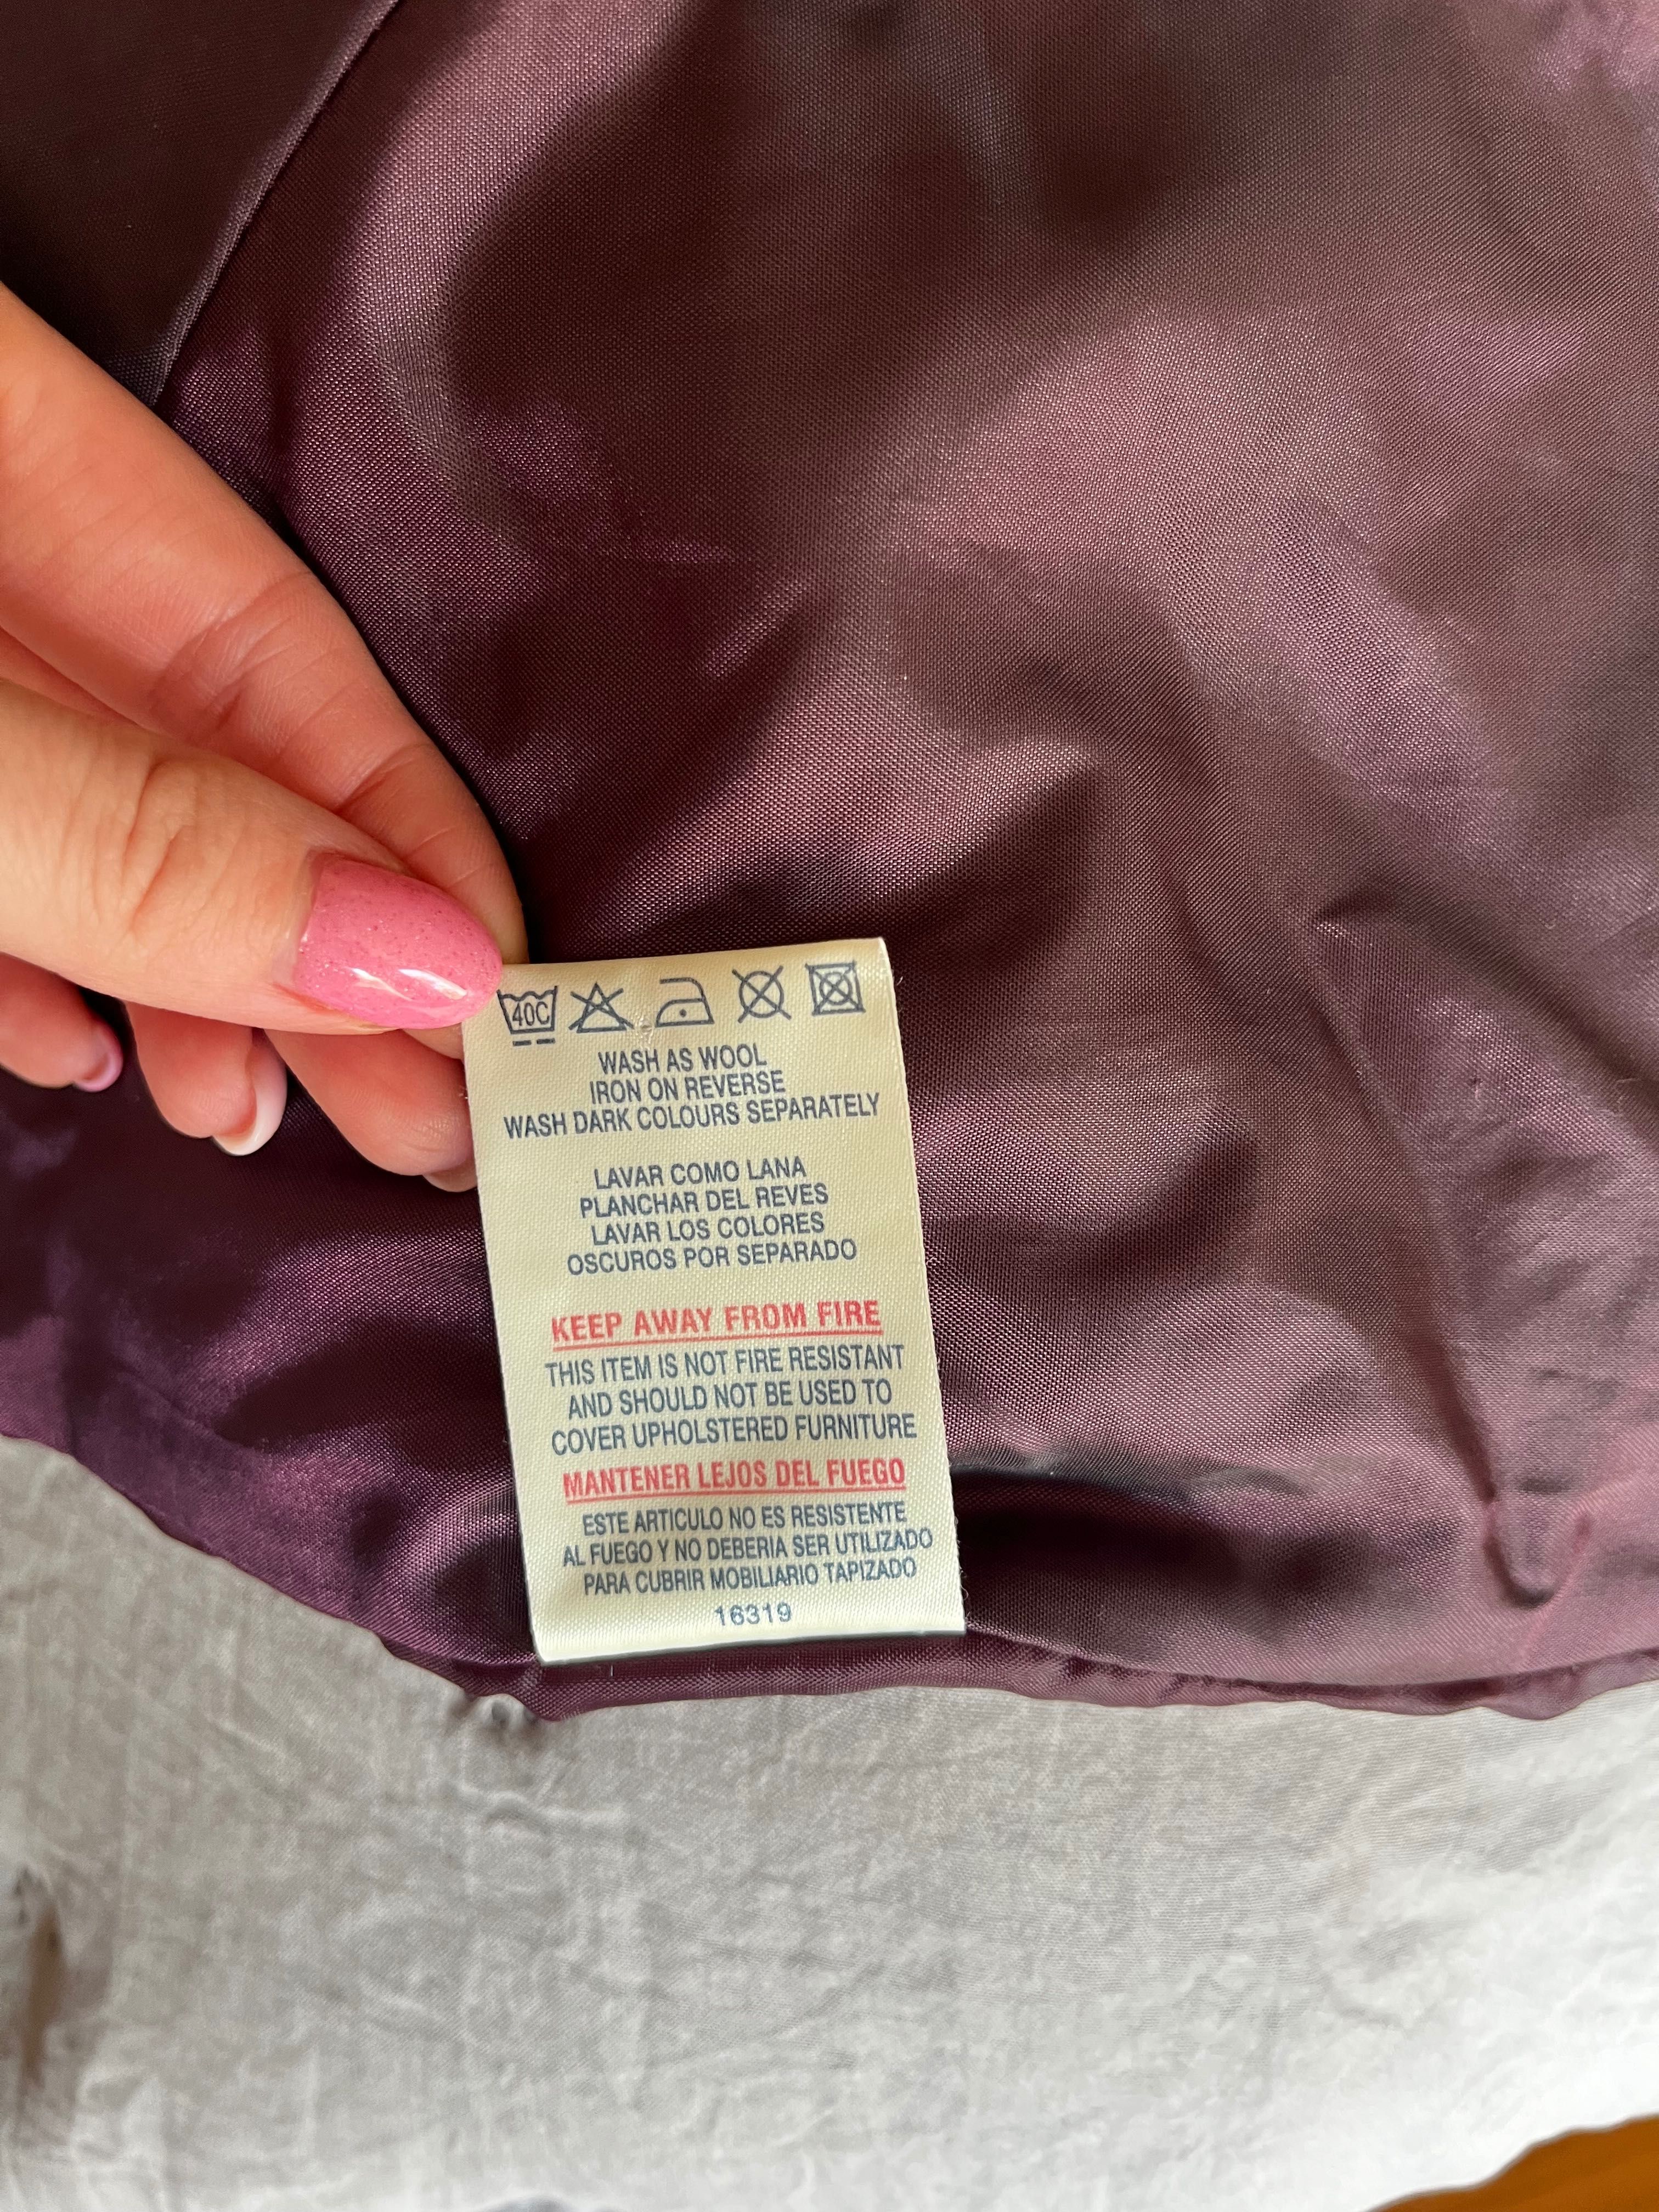 40C
WASH AS WOOL
IRON ON REVERSE
WASH DARK COLOURS SEPARATELY
LAVAR COMO LANA
PLANCHAR DEL REVES
LAVAR LOS COLORES
OSCUROS POR SEPARADO
KEEP AWAY FROM FIRE
THIS ITEM IS NOT FIRE RESISTANT
AND SHOULD NOT BE USED TO
COVER UPHOLSTERED FURNITURE
MANTENER LEJOS DEL FUEGO
ESTE ARTICULO NO ES RESISTENTE
AL FUEGO Y NO DEBERIA SER UTILIZADO
PARA CUBRIR MOBILIARIO TAPIZADO
16319